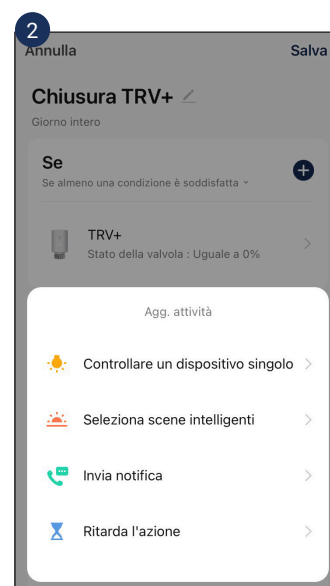 2
Annulla Salva
Chiusura TRV+
Giorno intero
Se
Se almeno una condizione è soddisfatta
TRV+
Stato della valvola : Uguale a 0%
Agg. attività
Controllare un dispositivo singolo
Seleziona scene intelligenti
Invia notifica
Ritarda l'azione